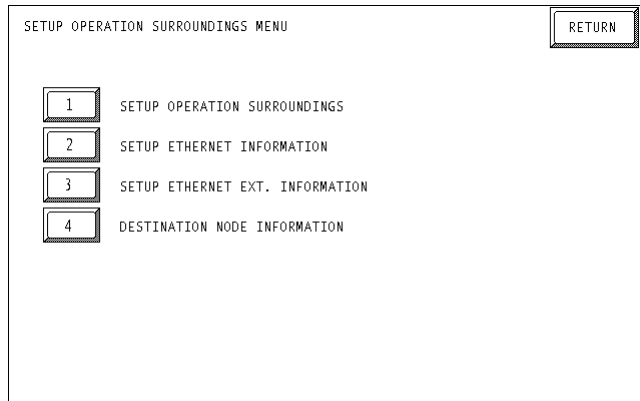 SETUP OPERATION SURROUNDINGS MENU RETURN
1 SETUP OPERATION SURROUNDINGS
2 SETUP ETHERNET INFORMATION
3 SETUP ETHERNET EXT. INFORMATION
4 DESTINATION NODE INFORMATION